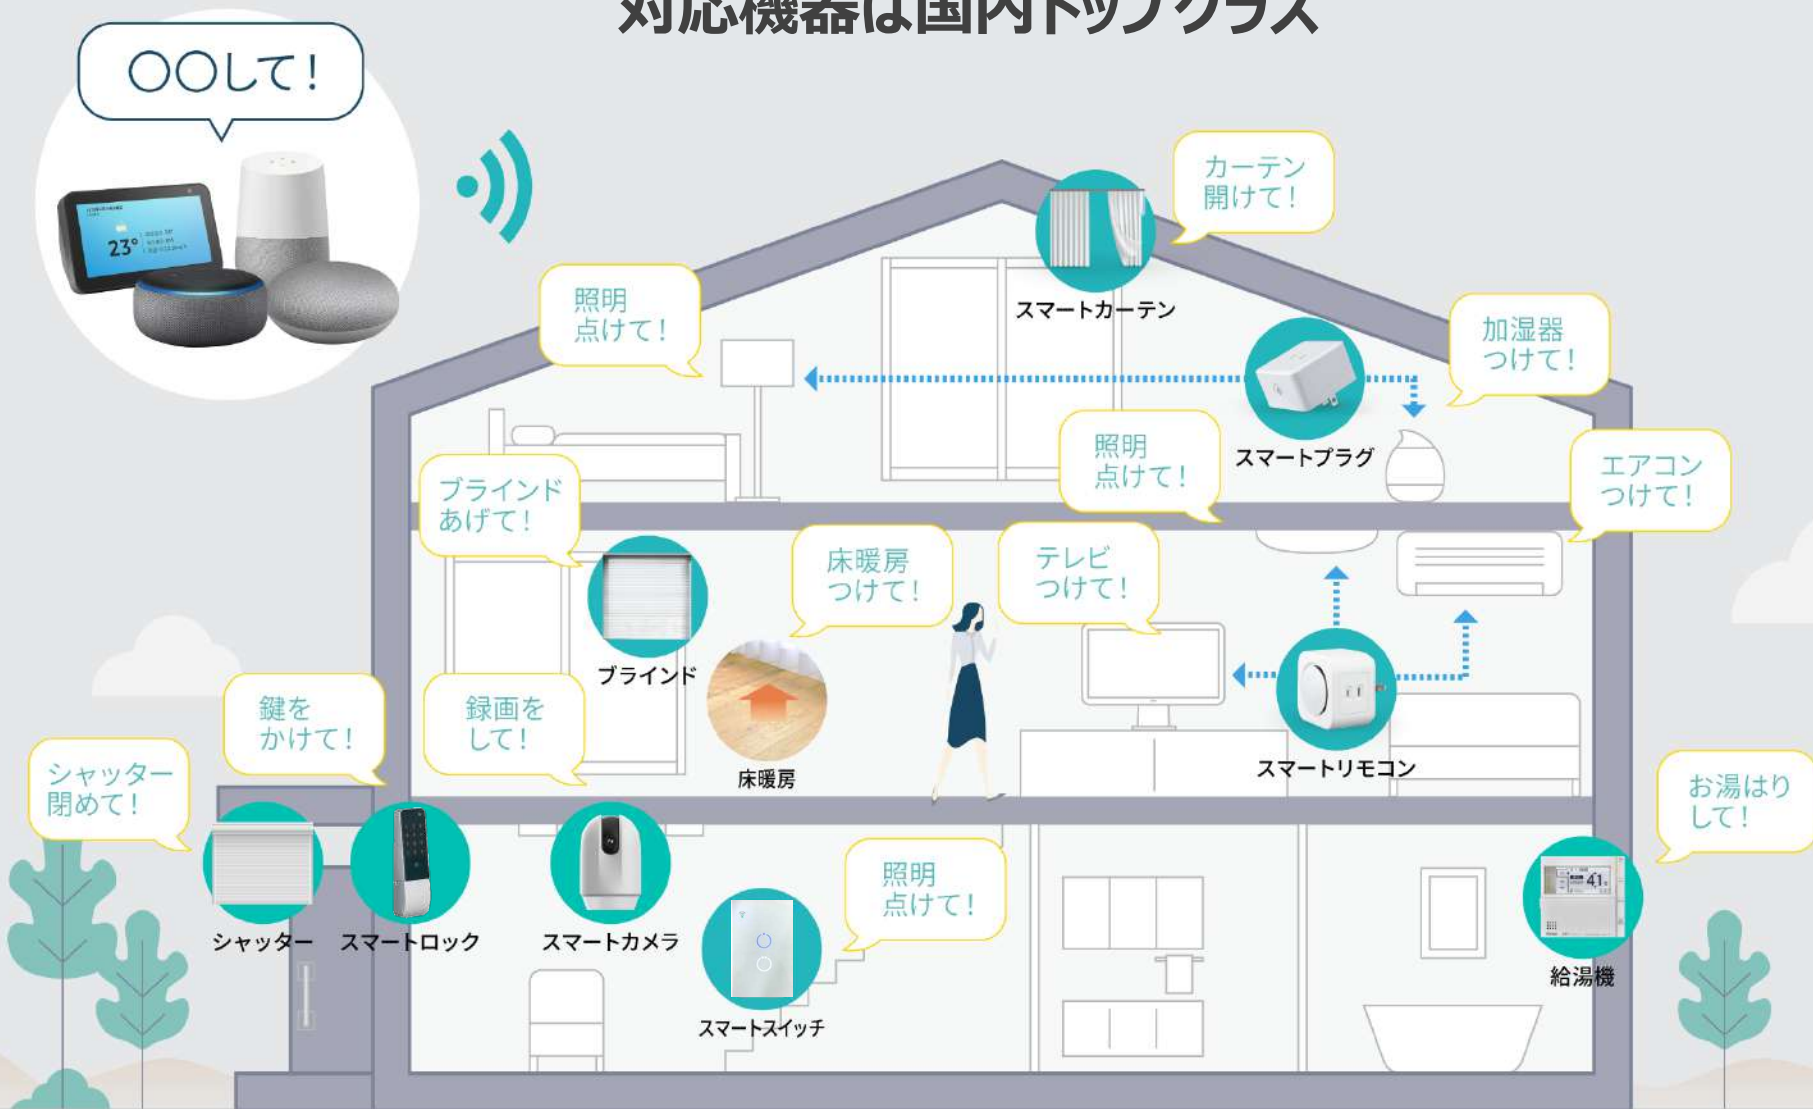 対応機器は国内トップクラス
〇〇して!
23°
カーテン
開けて!
スマートカーテン
照明
点けて!
加湿器
つけて!
スマートプラグ
照明
点けて!
エアコン
つけて!
ブラインド
あげて!
ブラインド
床暖房
つけて!
床暖房
テレビ
つけて!
スマートリモコン
鍵を
かけて!
録画を
して!
シャッター
閉めて!
お湯はり
して!
照明
点けて!
シャッター
スマートロック
スマートカメラ
スマートスイッチ
41
給湯機